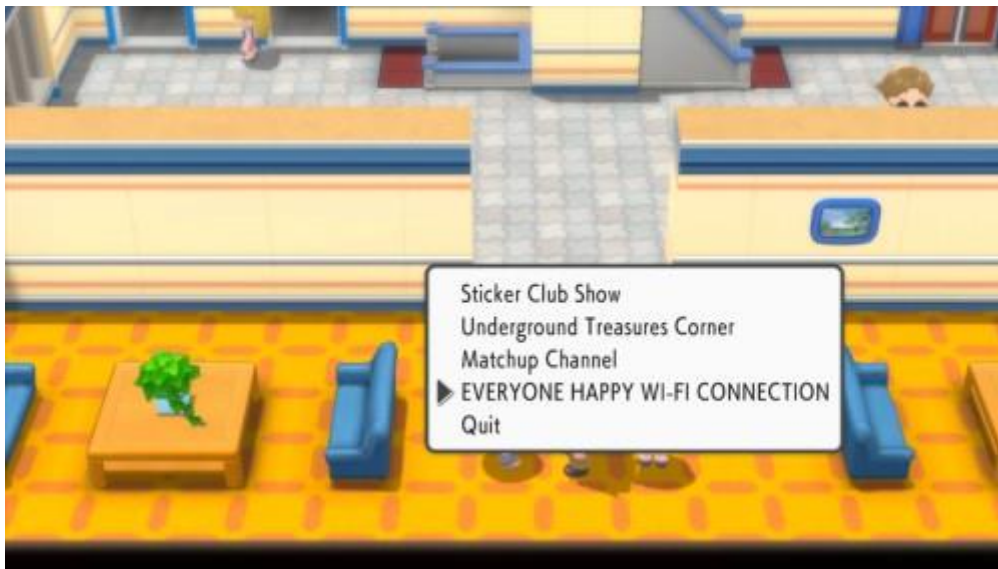 Sticker Club Show
Underground Treasures Corner
Matchup Channel
EVERYONE HAPPY WI-FI CONNECTION
Quit